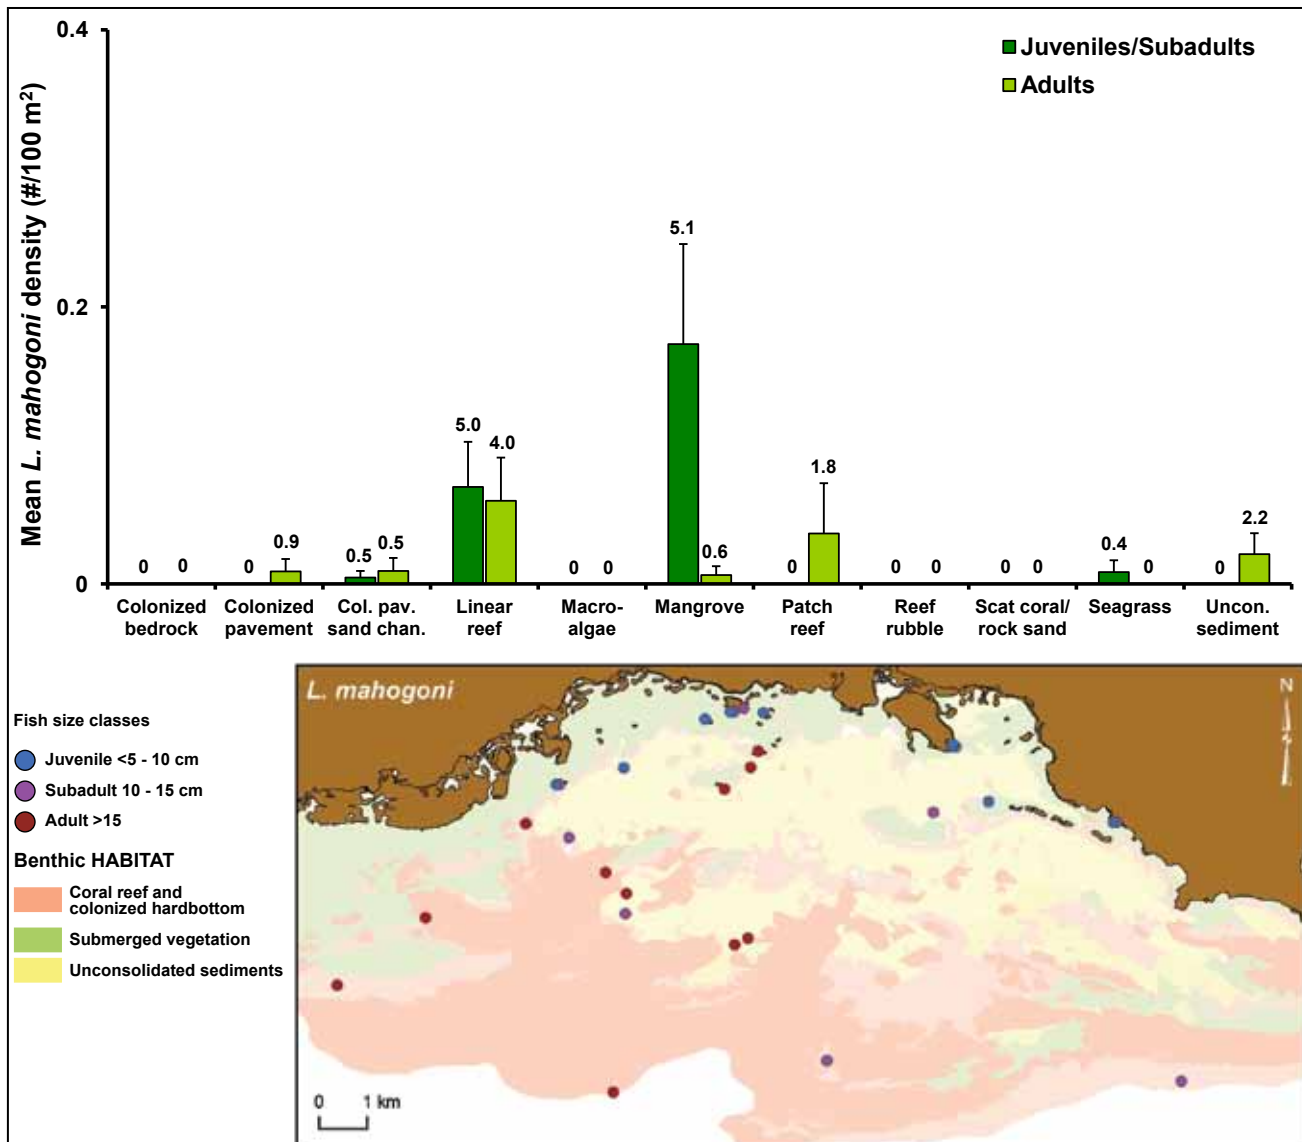 0.4
Juveniles/Subadults
Adults
Mean L. mahogoni density (#/100 m²)
0.2
0
0 0 0 0.9 0.5 0.5 5.0 4.0 0 0 5.1 0.6 0 1.8 0 0 0 0 0.4 0 0 2.2
Colonized bedrock
Colonized pavement
Col. pav. sand chan.
Linear reef
Macro-algae
Mangrove
Patch reef
Reef rubble
Scat coral/ rock sand
Seagrass
Uncon. sediment
L. mahogoni
N
Fish size classes
Juvenile <5 - 10 cm
Subadult 10 - 15 cm
Adult >15
Benthic HABITAT
Coral reef and
colonized hardbottom
Submerged vegetation
Unconsolidated sediments
0 1 km